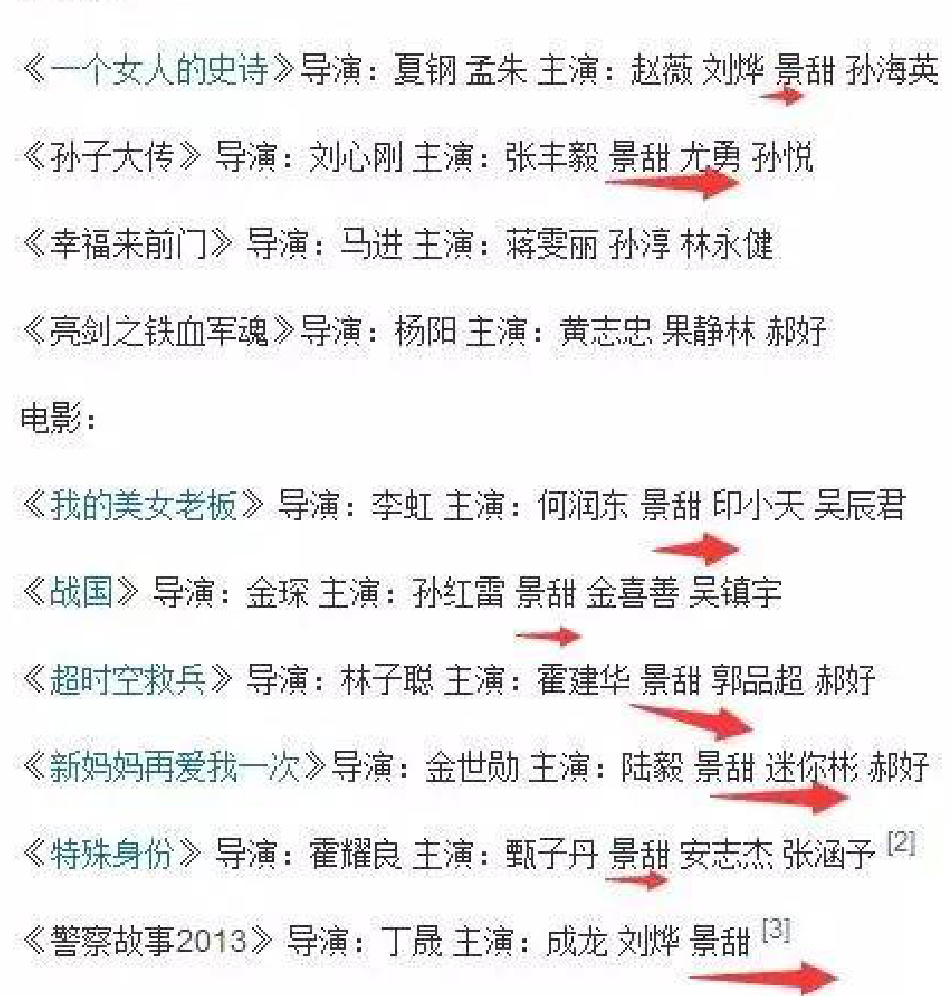 《一个女人的史诗》导演：夏钢 孟朱 主演：赵薇 刘烨 景甜 孙海英
《孙子大传》 导演：刘心刚 主演：张丰毅 景甜 尤勇 孙悦
《幸福来前门》 导演：马进 主演：蒋雯丽 孙淳 林永健
《亮剑之铁血军魂》导演：杨阳 主演：黄志忠 果静林 郝好
电影：
《我的美女老板》 导演：李虹 主演：何润东 景甜 印小天 吴辰君
《战国》 导演：金琛 主演：孙红雷 景甜 金喜善 吴镇宇
《超时空救兵》 导演：林子聪 主演：霍建华 景甜 郭品超 郝好
《新妈妈再爱我一次》导演：金世勋 主演：陆毅 景甜 迷你彬 郝好
《特殊身份》 导演：霍耀良 主演：甄子丹 景甜 安志杰 张涵予 [2]
《警察故事2013》 导演：丁晟 主演：成龙 刘烨 景甜 [3]